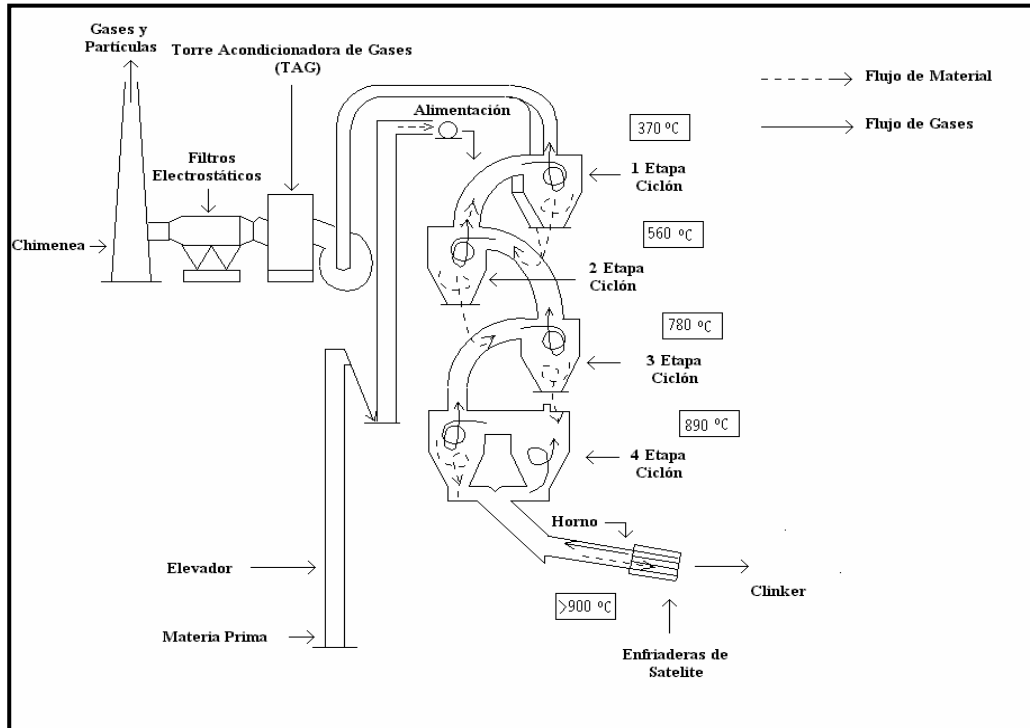 Gases y
Partículas
Torre Acondicionadora de Gases
(TAG)
Flujo de Material
Alimentación
370 ºC
Flujo de Gases
Filtros
Electrostáticos
1 Etapa
Ciclón
Chimenea
560 ºC
2 Etapa
Ciclón
780 ºC
3 Etapa
Ciclón
890 ºC
4 Etapa
Ciclón
Horno
Elevador
Clinker
>900 ºC
Materia Prima
Enfriaderas de
Satelite